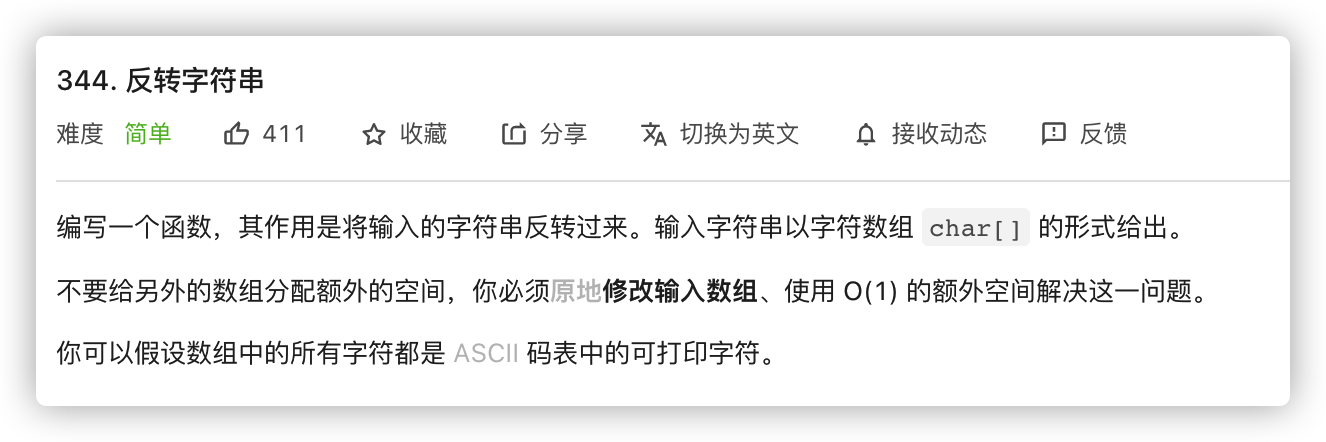 344. 反转字符串
难度 简单 411 收藏 分享 切换为英文 接收动态 反馈
编写一个函数，其作用是将输入的字符串反转过来。输入字符串以字符数组 char[] 的形式给出。
不要给另外的数组分配额外的空间，你必须原地修改输入数组、使用 O(1) 的额外空间解决这一问题。
你可以假设数组中的所有字符都是 ASCII 码表中的可打印字符。